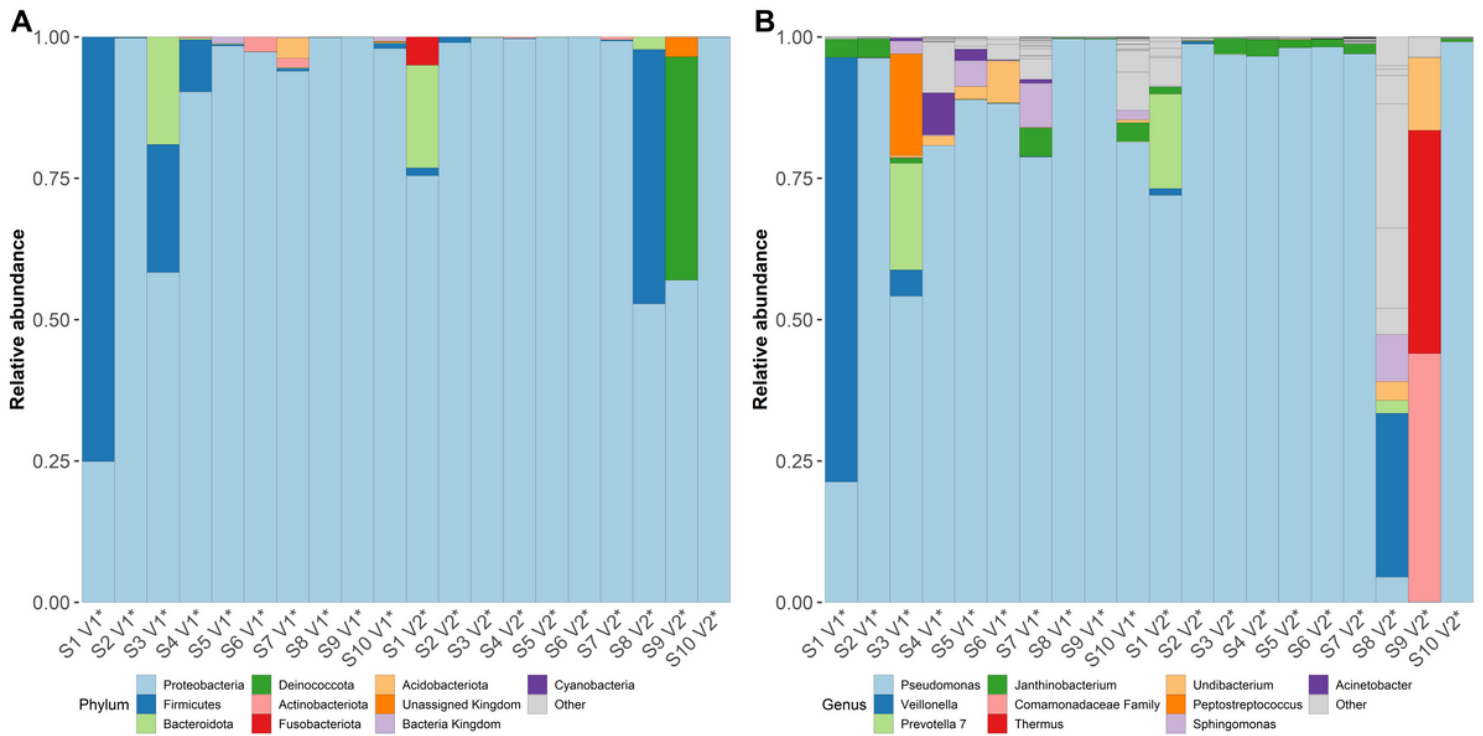 A
B
Relative abundance
1.00
0.75
0.50
0.25
0.00
S1 V1*
S2 V1*
S3 V1*
S4 V1*
S5 V1*
S6 V1*
S7 V1*
S8 V1*
S9 V1*
S10 V1*
S1 V2*
S2 V2*
S3 V2*
S4 V2*
S5 V2*
S6 V2*
S7 V2*
S8 V2*
S9 V2*
S10 V2*
Phylum
Proteobacteria
Firmicutes
Bacteroidota
Deinococcota
Actinobacteriota
Fusobacteriota
Acidobacteriota
Unassigned Kingdom
Bacteria Kingdom
Cyanobacteria
Other
Relative abundance
1.00
0.75
0.50
0.25
0.00
S1 V1*
S2 V1*
S3 V1*
S4 V1*
S5 V1*
S6 V1*
S7 V1*
S8 V1*
S9 V1*
S10 V1*
S1 V2*
S2 V2*
S3 V2*
S4 V2*
S5 V2*
S6 V2*
S7 V2*
S8 V2*
S9 V2*
S10 V2*
Genus
Pseudomonas
Veillonella
Prevotella 7
Janthinobacterium
Comamonadaceae Family
Thermus
Undibacterium
Peptostreptococcus
Sphingomonas
Acinetobacter
Other